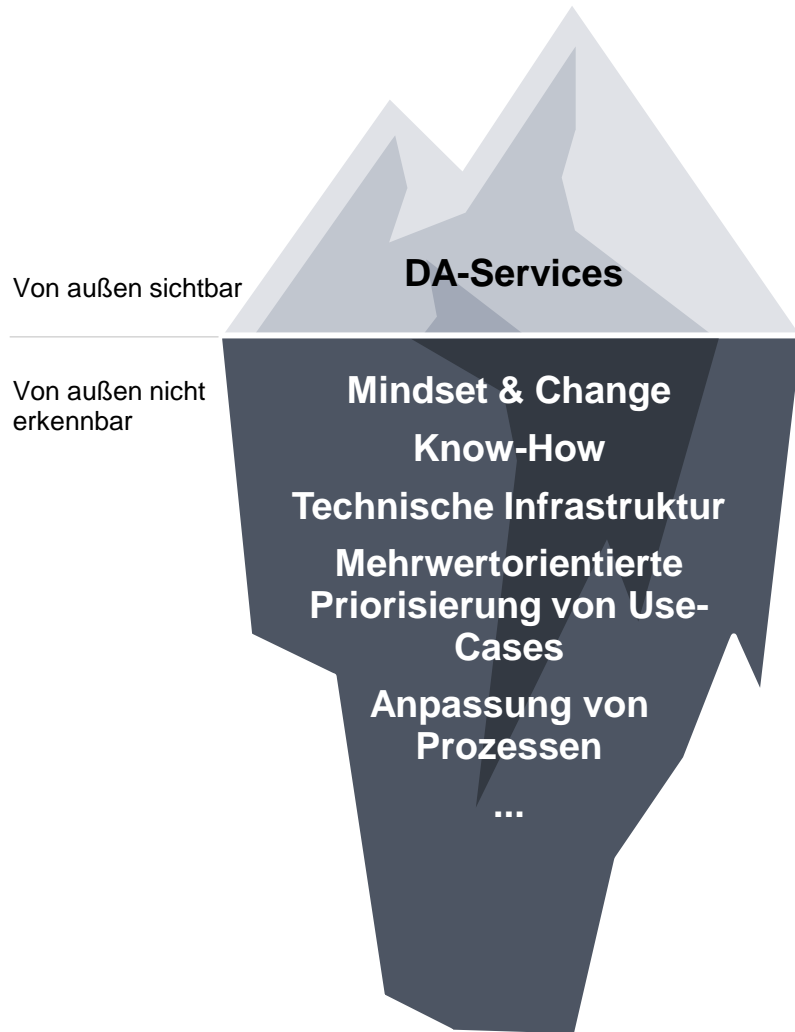 DA-Services
Von außen sichtbar
Von außen nicht
erkennbar
Mindset & Change
Know-How
Technische Infrastruktur
Mehrwertorientierte
Priorisierung von Use-
Cases
Anpassung von
Prozessen
...